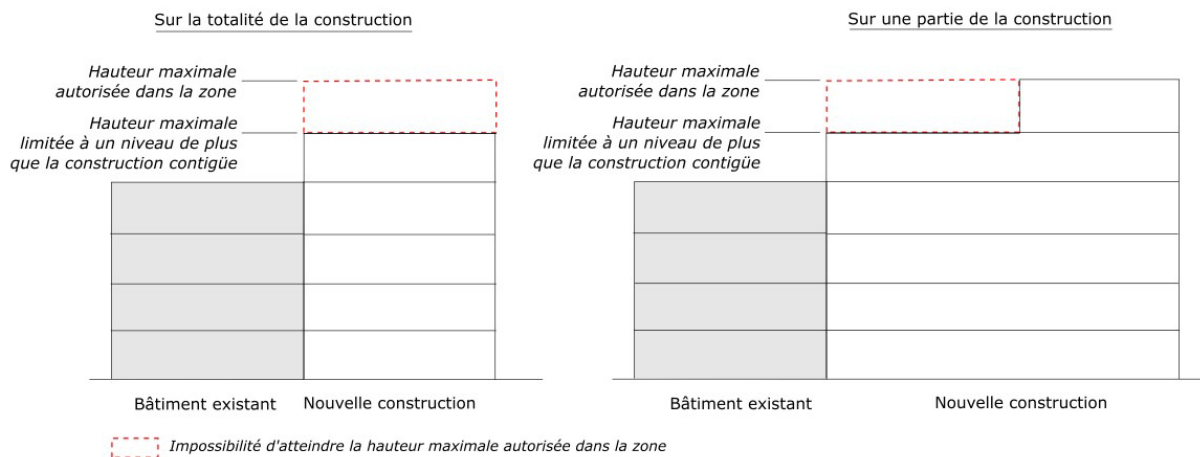 Sur la totalité de la construction
Hauteur maximale
autorisée dans la zone
Hauteur maximale
limitée à un niveau de plus
que la construction contigüe
Bâtiment existant
Nouvelle construction
Sur une partie de la construction
Hauteur maximale
autorisée dans la zone
Hauteur maximale
limitée à un niveau de plus
que la construction contigüe
Bâtiment existant
Nouvelle construction
Impossibilité d'atteindre la hauteur maximale autorisée dans la zone